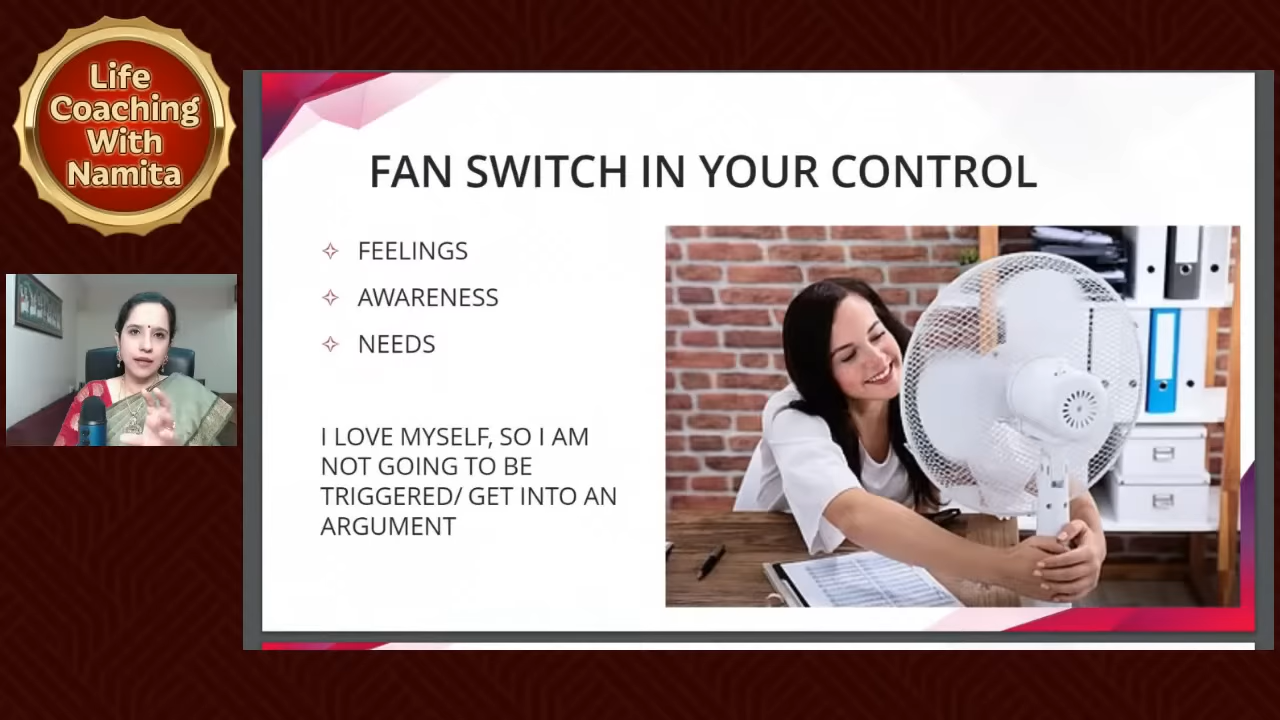 Life
Coaching
With
Namita
FAN SWITCH IN YOUR CONTROL
FEELINGS
AWARENESS
NEEDS
I LOVE MYSELF, SO I AM
NOT GOING TO BE
TRIGGERED/ GET INTO AN
ARGUMENT